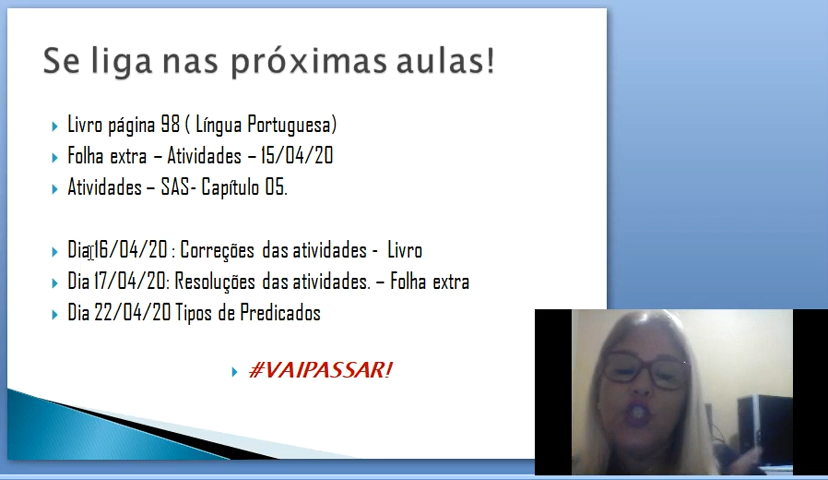 Se liga nas próximas aulas!
Livro página 98 ( Língua Portuguesa)
Folha extra – Atividades – 15/04/20
Atividades – SAS- Capítulo 05.
Dia 16/04/20 : Correções das atividades - Livro
Dia 17/04/20: Resoluções das atividades. – Folha extra
Dia 22/04/20 Tipos de Predicados
#VAIPASSAR!